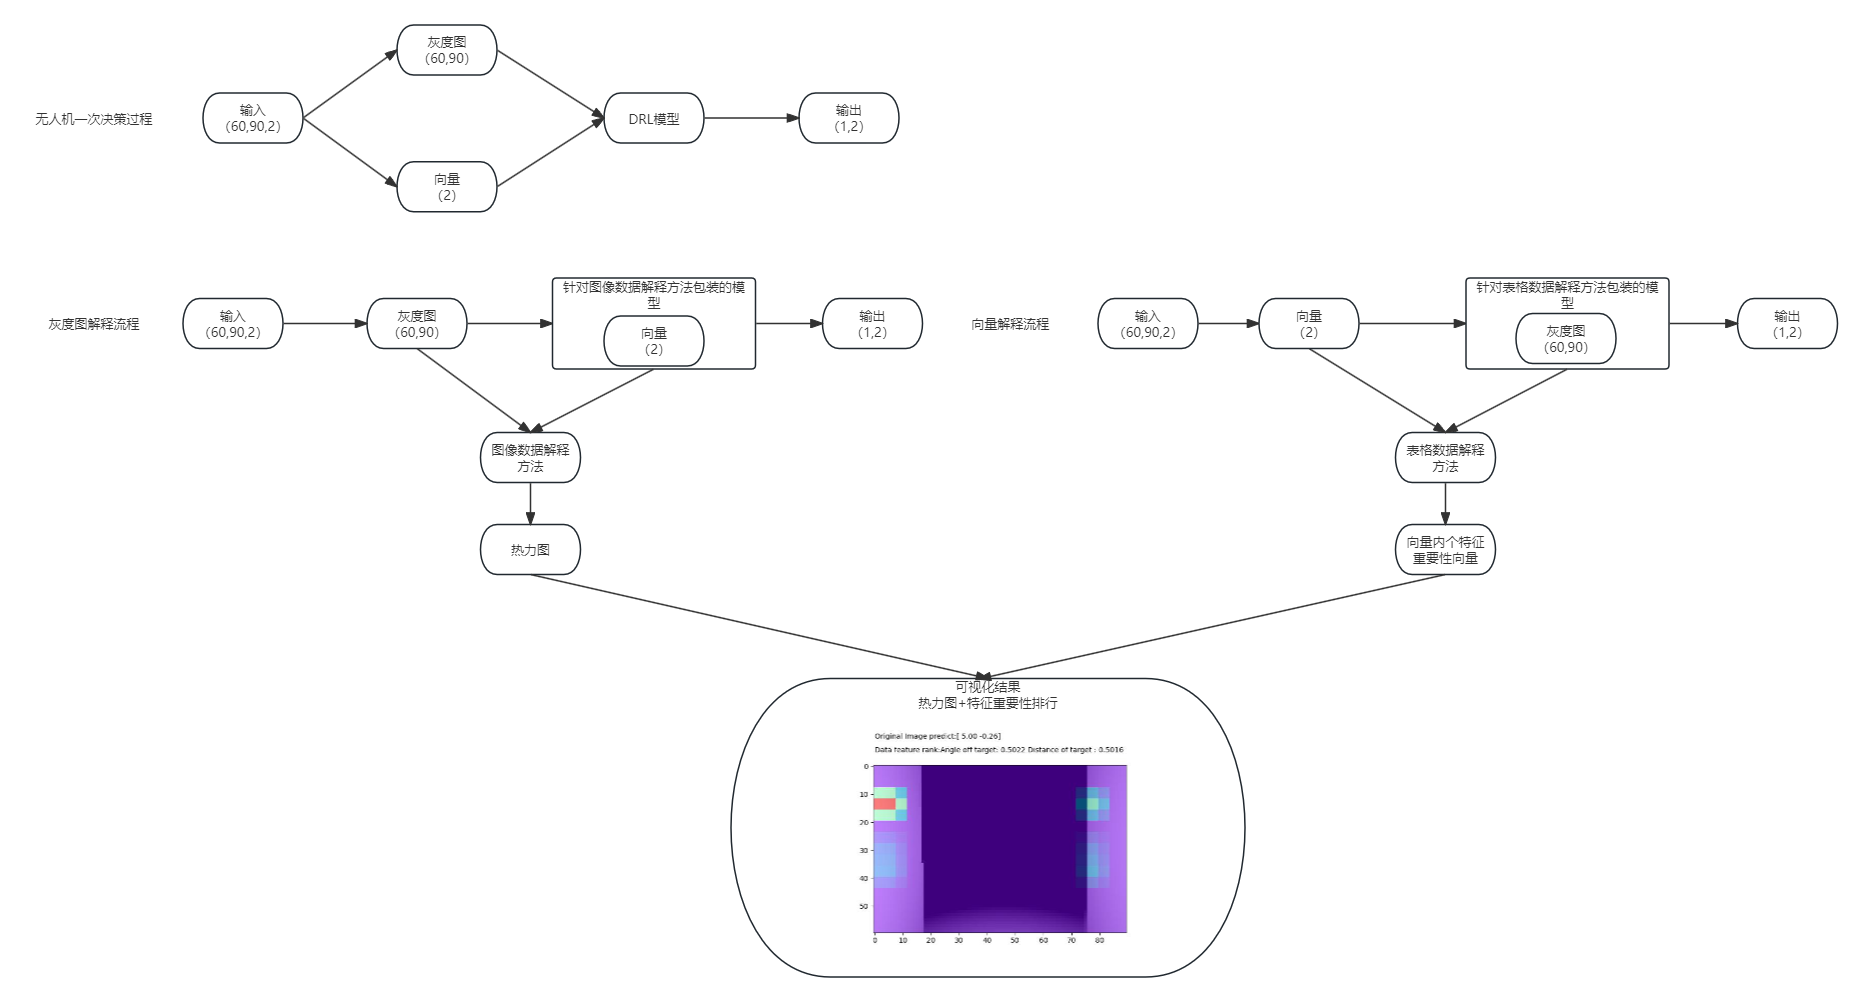 无人机一次决策过程
输入
（60,90,2）
灰度图
（60,90）
向量
（2）
DRL模型
输出
（1,2）
灰度图解释流程
输入
（60,90,2）
灰度图
（60,90）
针对图像数据解释方法包装的模
型
向量
（2）
输出
（1,2）
图像数据解释
方法
热力图
向量解释流程
输入
（60,90,2）
向量
（2）
针对表格数据解释方法包装的模
型
灰度图
（60,90）
输出
（1,2）
表格数据解释
方法
向量内个特征
重要性向量
可视化结果
热力图+特征重要性排行
Original image predict:[ 5.00 -0.26]
Data feature rank:Angle off target: 0.5022 Distance of target : 0.5016
0
10
20
30
40
50
0 10 20 30 40 50 60 70 80